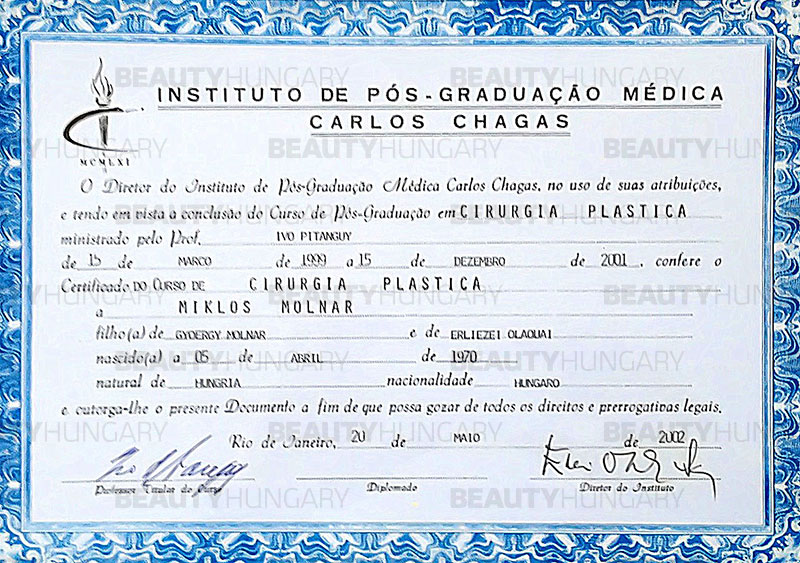 INSTITUTO DE PÓS-GRADUAÇÃO MÉDICA
CARLOS CHAGAS
MCMLXI
O Diretor do Instituto de Pós-Graduação Médica Carlos Chagas, no uso de suas atribuições,
e tendo em vista a conclusão do Curso de Pós-Graduação em CIRURGIA PLASTICA
ministrado pelo Prof. IVO PITANGUY
de 15 de MARCO de 1999 a 15 de DEZEMBRO de 2001, confere o
Certificado DO CURSO DE CIRURGIA PLASTICA
a MIKLOS MOLNAR
filho(a) de GYOERGY MOLNAR e de ERLIEZEI OLAQUAI
nascido(a) a 05 de ABRIL de 1970
natural de HUNGRIA nacionalidade HUNGARO
e outorga-lhe o presente Documento a fim de que possa gozar de todos os direitos e prerrogativas legais.
Rio de Janeiro, 20 de MAIO de 2002
Professor Titular do Curso Diplomado Diretor do Instituto
BEAUTYHUNGARY